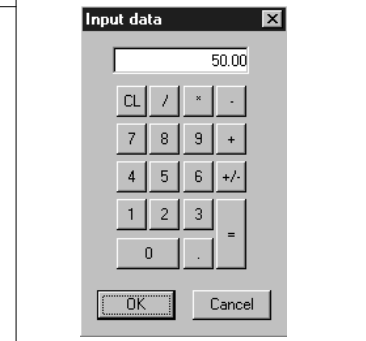 Input data
50.00
CL / * -
7 8 9 +
4 5 6 +/-
1 2 3
0 . =
OK Cancel